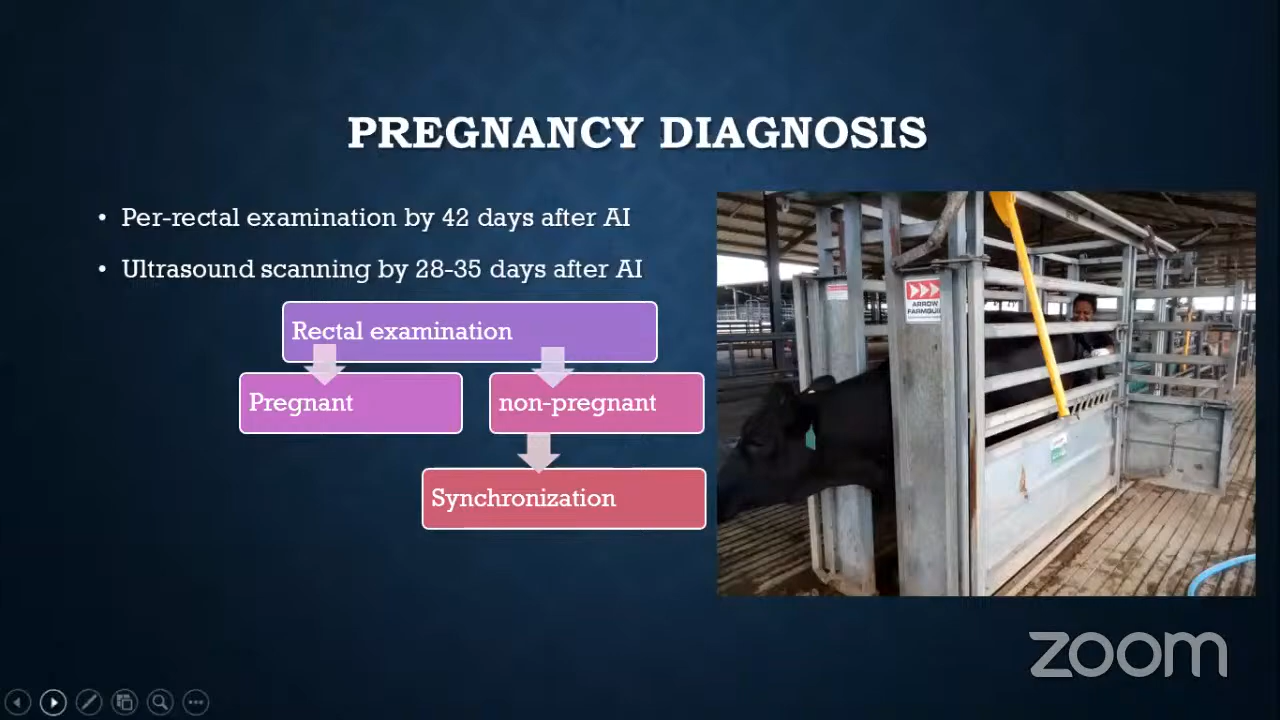 PREGNANCY DIAGNOSIS
• Per-rectal examination by 42 days after AI
• Ultrasound scanning by 28-35 days after AI
Rectal examination
Pregnant
non-pregnant
Synchronization
ARROW
FARMQUIP
zoom